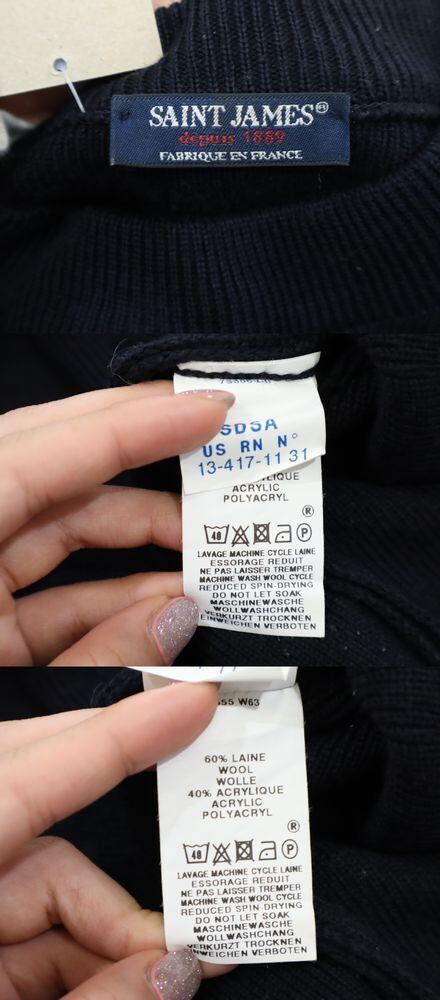 SAINT JAMES®
depuis 1889
FABRIQUE EN FRANCE
SDSA
US RN N°
13-417-11 31
ACRYLIC
POLYACRYL
®
40
P
LAVAGE MACHINE CYCLE LAINE
ESSORAGE REDUIT
NE PAS LAISSER TREMPER
MACHINE WASH WOOL CYCLE
REDUCED SPIN-DRYING
DO NOT LET SOAK
MASCHINEWASCHE
WOLLWASHCHANG
VERKURZT TROCKNEN
EINWEICHEN VERBOTEN
W63
60% LAINE
WOOL
WOLLE
40% ACRYLIQUE
ACRYLIC
POLYACRYL
®
40
P
LAVAGE MACHINE CYCLE LAINE
ESSORAGE REDUIT
NE PAS LAISSER TREMPER
MACHINE WASH WOOL CYCLE
REDUCED SPIN-DRYING
DO NOT LET SOAK
MASCHINEWASCHE
WOLLWASHCHANG
VERKURZT TROCKNEN
EINWEICHEN VERBOTEN